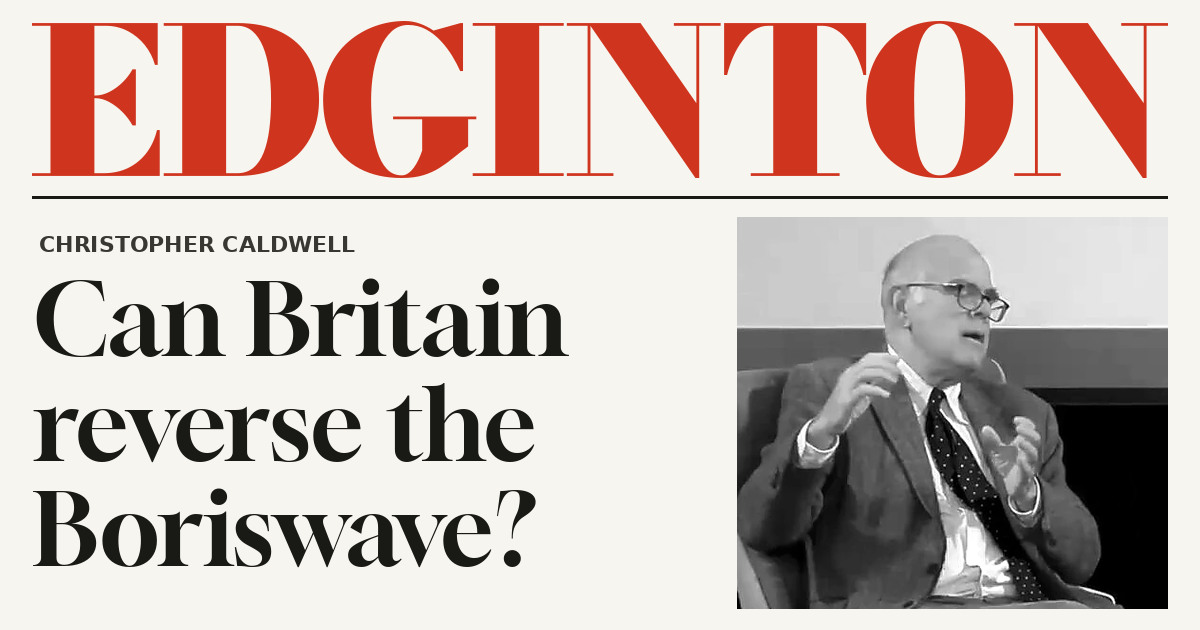 EDGINTON
CHRISTOPHER CALDWELL
Can Britain
reverse the
Boriswave?